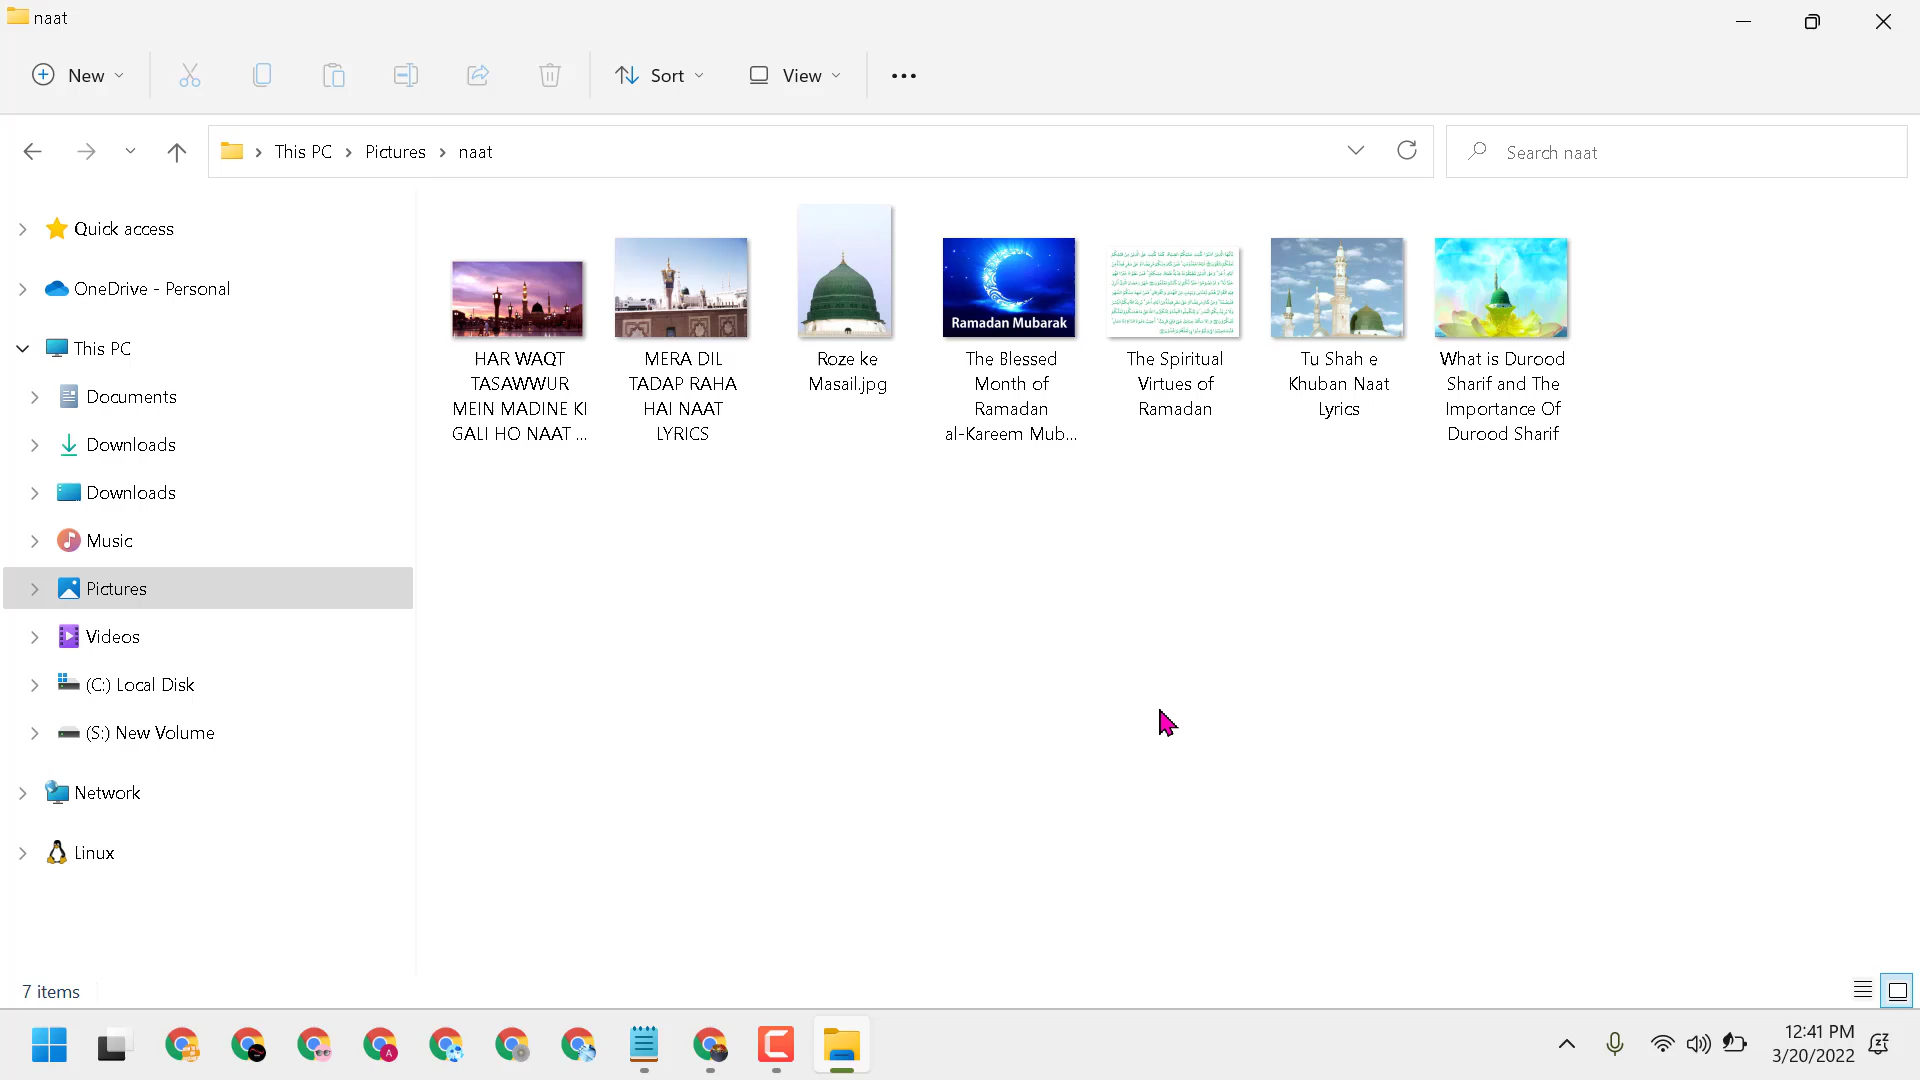 naat
New
Sort
View
This PC
Pictures
naat
Search naat
Quick access
OneDrive - Personal
This PC
Documents
Downloads
Downloads
Music
Pictures
Videos
(C:) Local Disk
(S:) New Volume
Network
Linux
HAR WAQT
TASAWWUR
MEIN MADINE KI
GALI HO NAAT ...
MERA DIL
TADAP RAHA
HAI NAAT
LYRICS
Roze ke
Masail.jpg
Ramadan Mubarak
The Blessed
Month of
Ramadan
al-Kareem Mub...
The Spiritual
Virtues of
Ramadan
Tu Shah e
Khuban Naat
Lyrics
What is Durood
Sharif and The
Importance Of
Durood Sharif
7 items
A
12:41 PM
3/20/2022